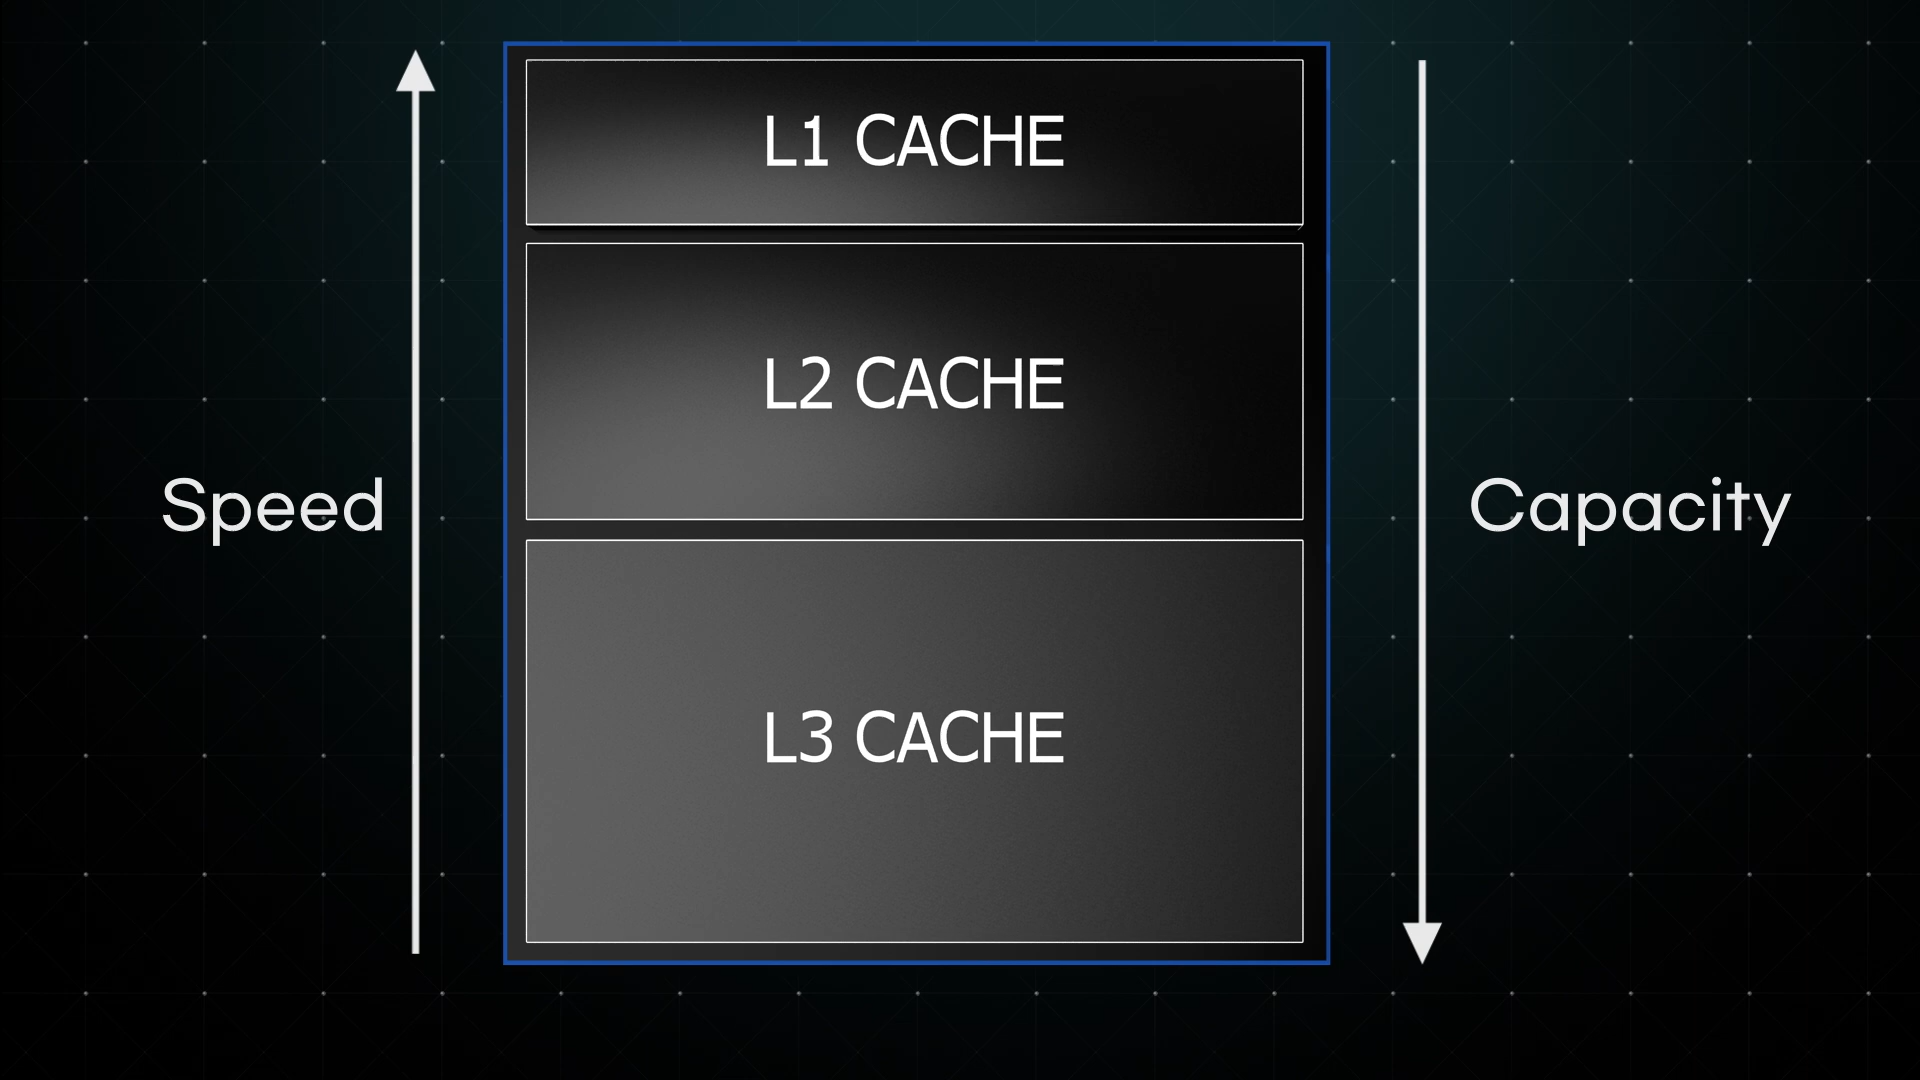 L1 CACHE
L2 CACHE
Speed
Capacity
L3 CACHE